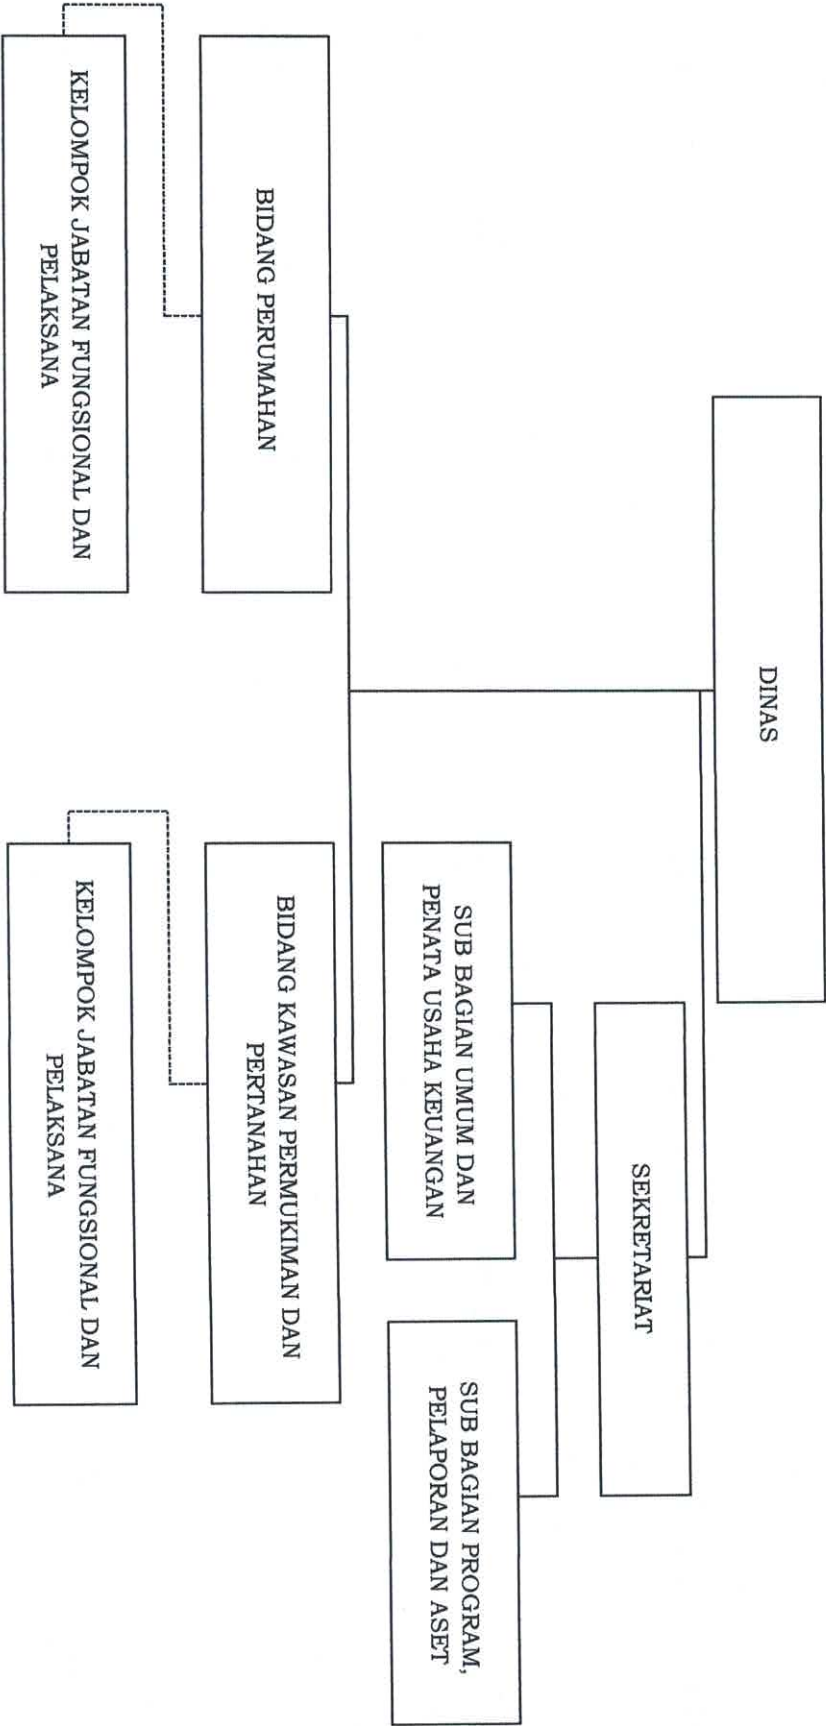 DINAS
SEKRETARIAT
SUB BAGIAN UMUM DAN
PENATA USAHA KEUANGAN
SUB BAGIAN PROGRAM,
PELAPORAN DAN ASET
BIDANG PERUMAHAN
BIDANG KAWASAN PERMUKIMAN DAN
PERTANAHAN
KELOMPOK JABATAN FUNGSIONAL DAN
PELAKSANA
KELOMPOK JABATAN FUNGSIONAL DAN
PELAKSANA